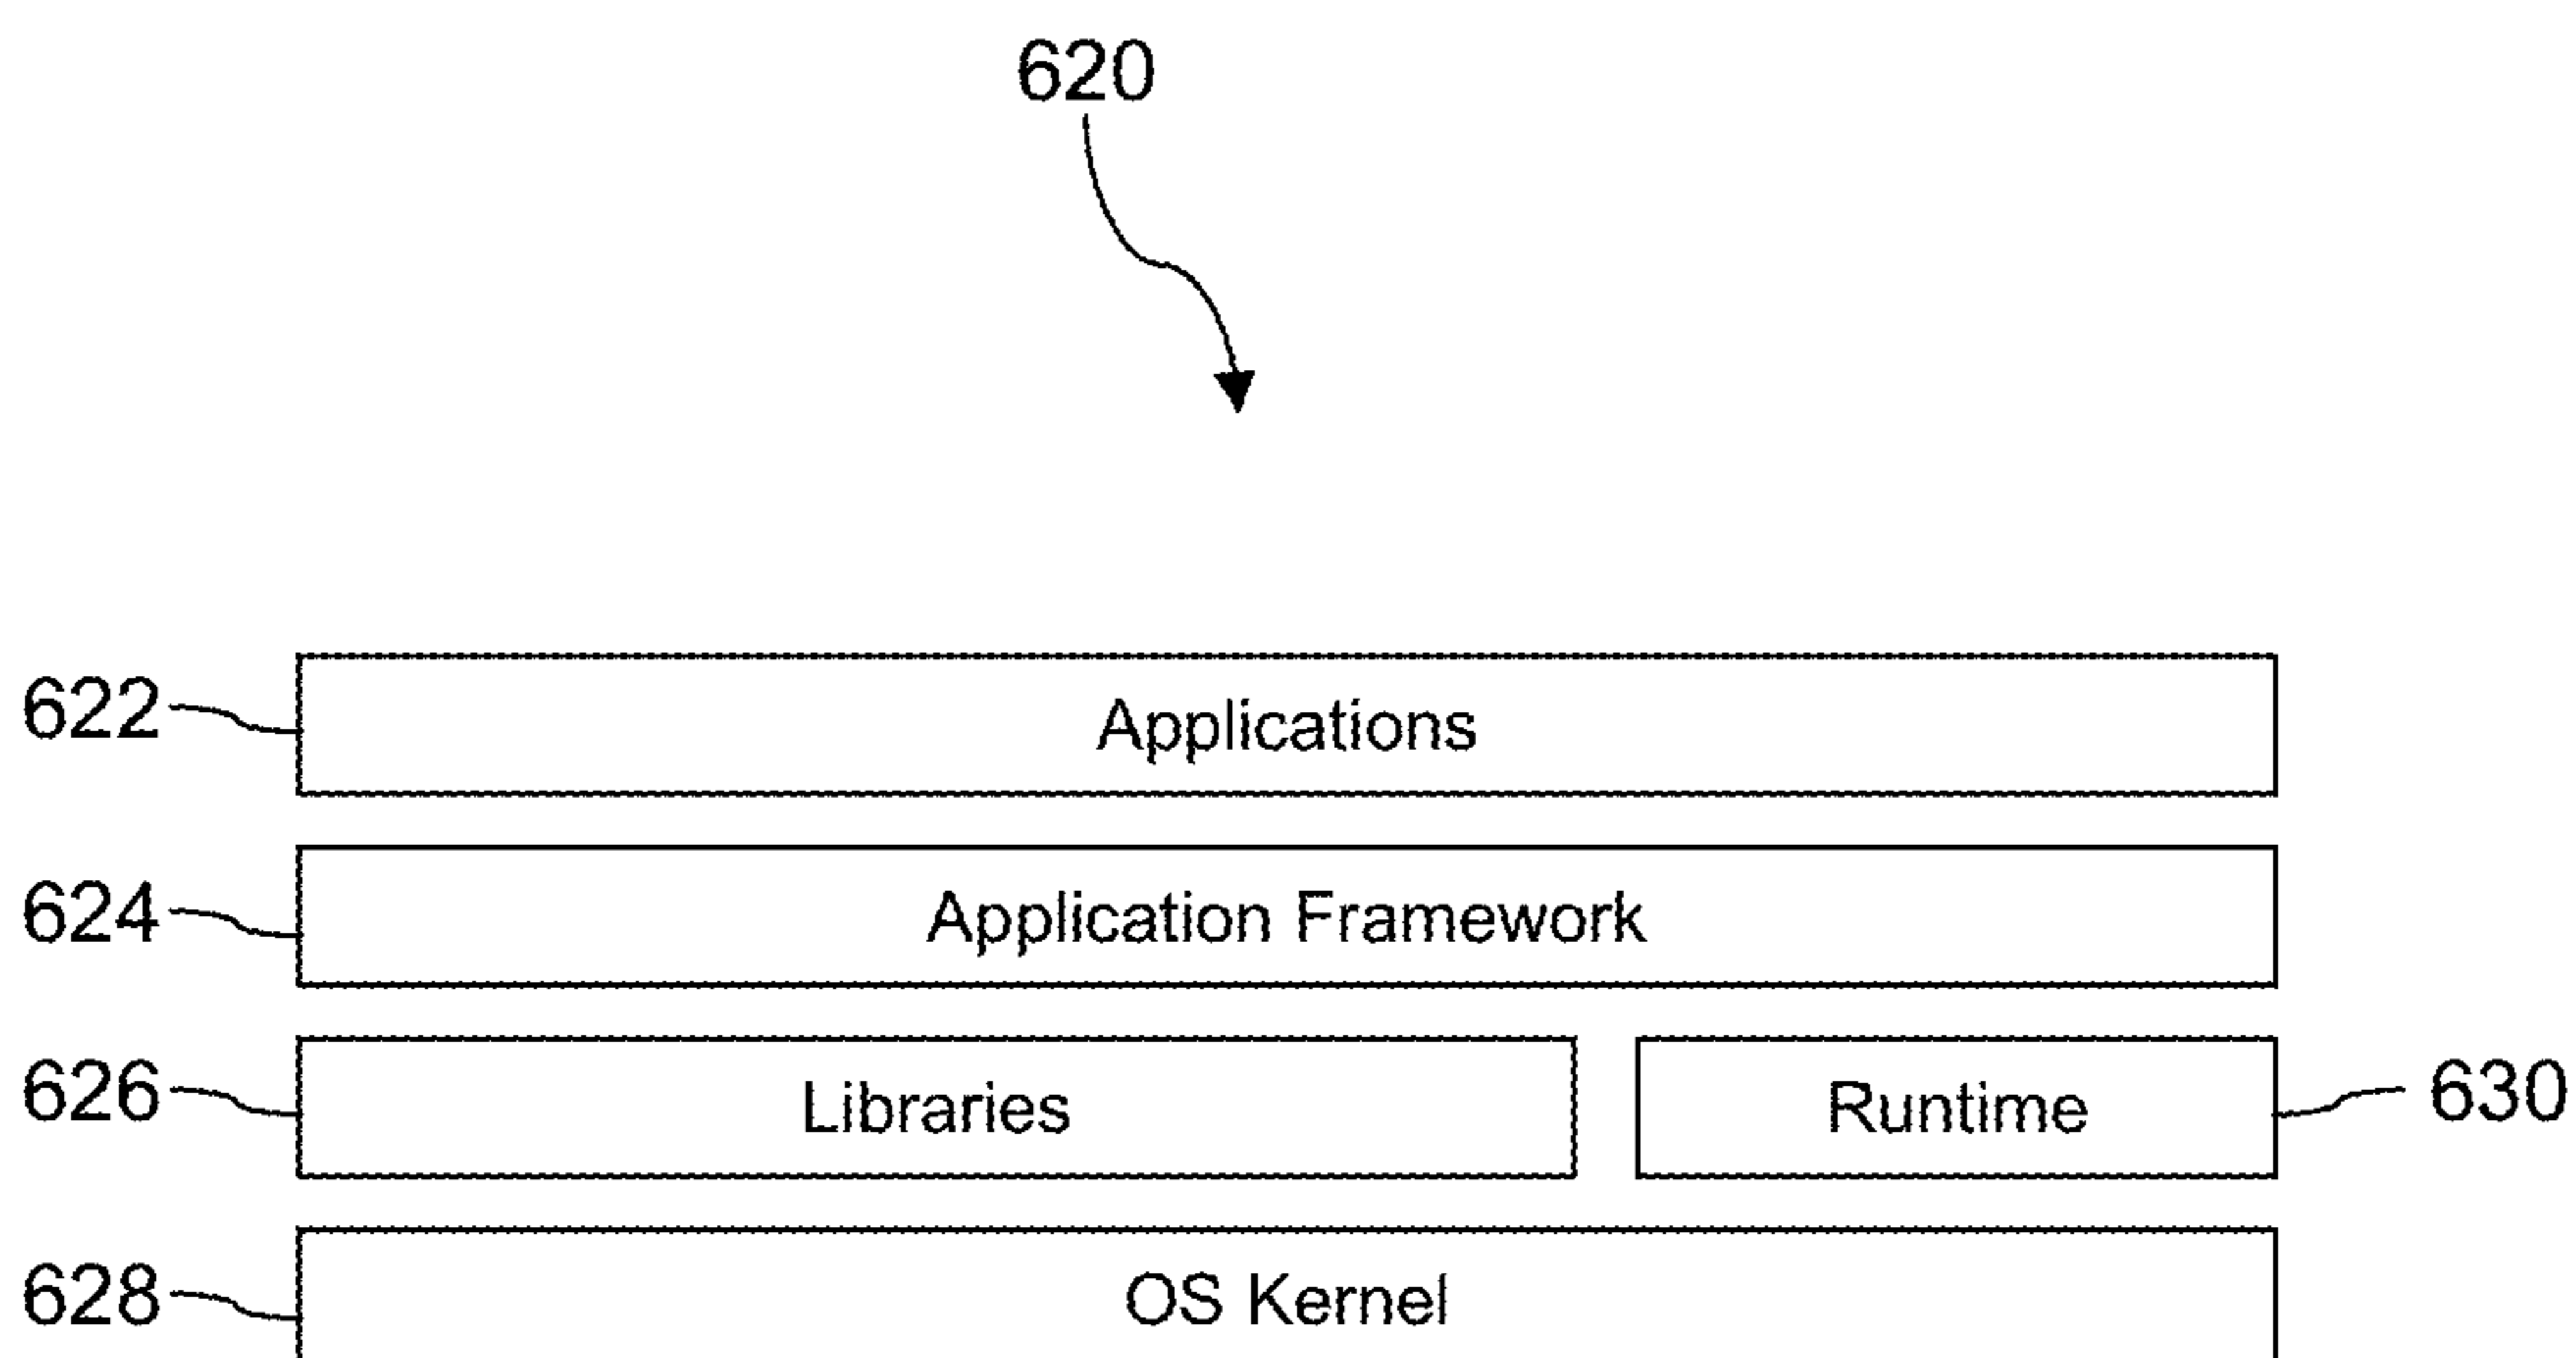 620
622 Applications
624 Application Framework
626 Libraries Runtime 630
628 OS Kernel